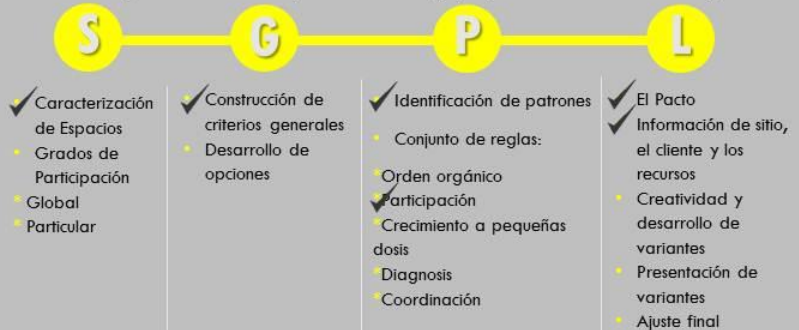 S
G
P
L
Caracterización
de Espacios
Grados de
Participación
* Global
* Particular
Construcción de
criterios generales
Desarrollo de
opciones
Identificación de patrones
Conjunto de reglas:
*Orden orgánico
*Participación
*Crecimiento a pequeñas
dosis
*Diagnosis
*Coordinación
El Pacto
Información de sitio,
el cliente y los
recursos
Creatividad y
desarrollo de
variantes
Presentación de
variantes
Ajuste final